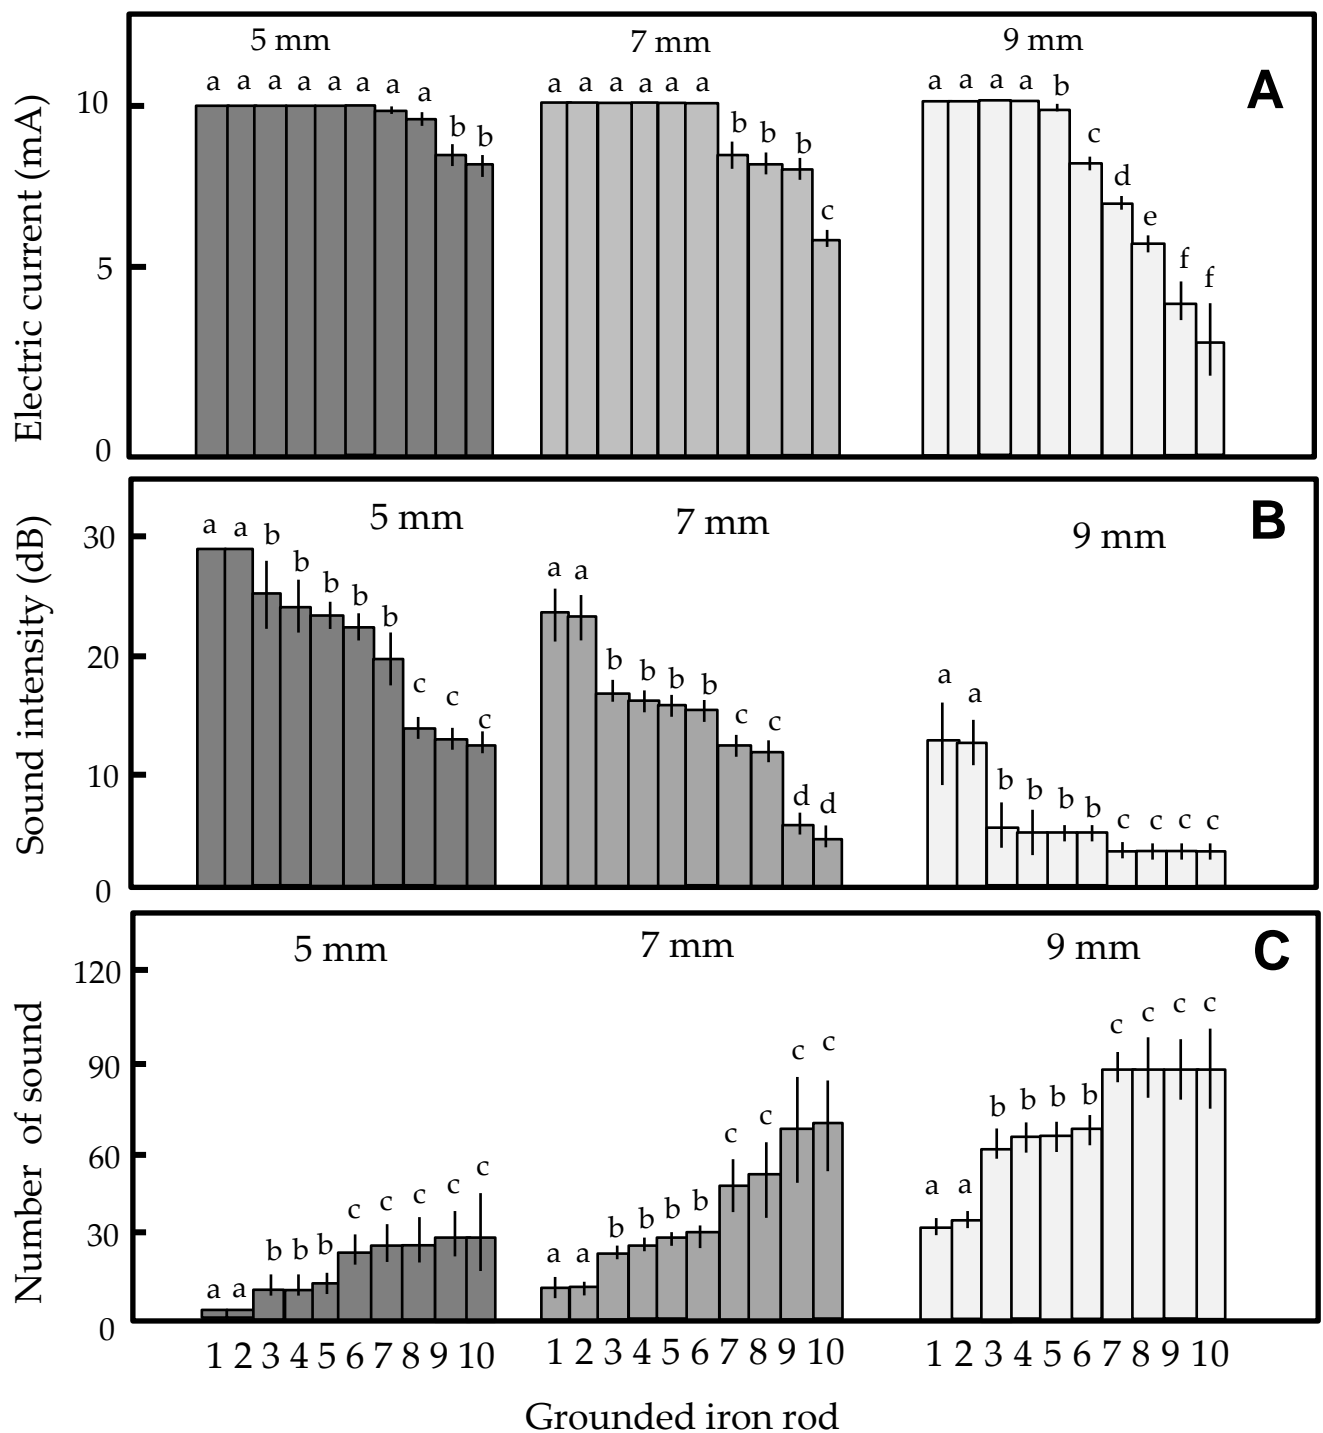 5 mm 7 mm 9 mm
A
a a a a a a a a b b
a a a a a a b b b c
a a a a b c d e f f
10
5
0
Electric current (mA)
5 mm 7 mm 9 mm
B
a a b b b b b c c c
a a b b b b c c d d
a a b b b b c c c c
30
20
10
0
Sound intensity (dB)
5 mm 7 mm 9 mm
C
a a b b b c c c c c
a a b b b b c c c c
a a b b b b c c c c
120
90
60
30
0
Number of sound
1 2 3 4 5 6 7 8 9 10 1 2 3 4 5 6 7 8 9 10 1 2 3 4 5 6 7 8 9 10
Grounded iron rod